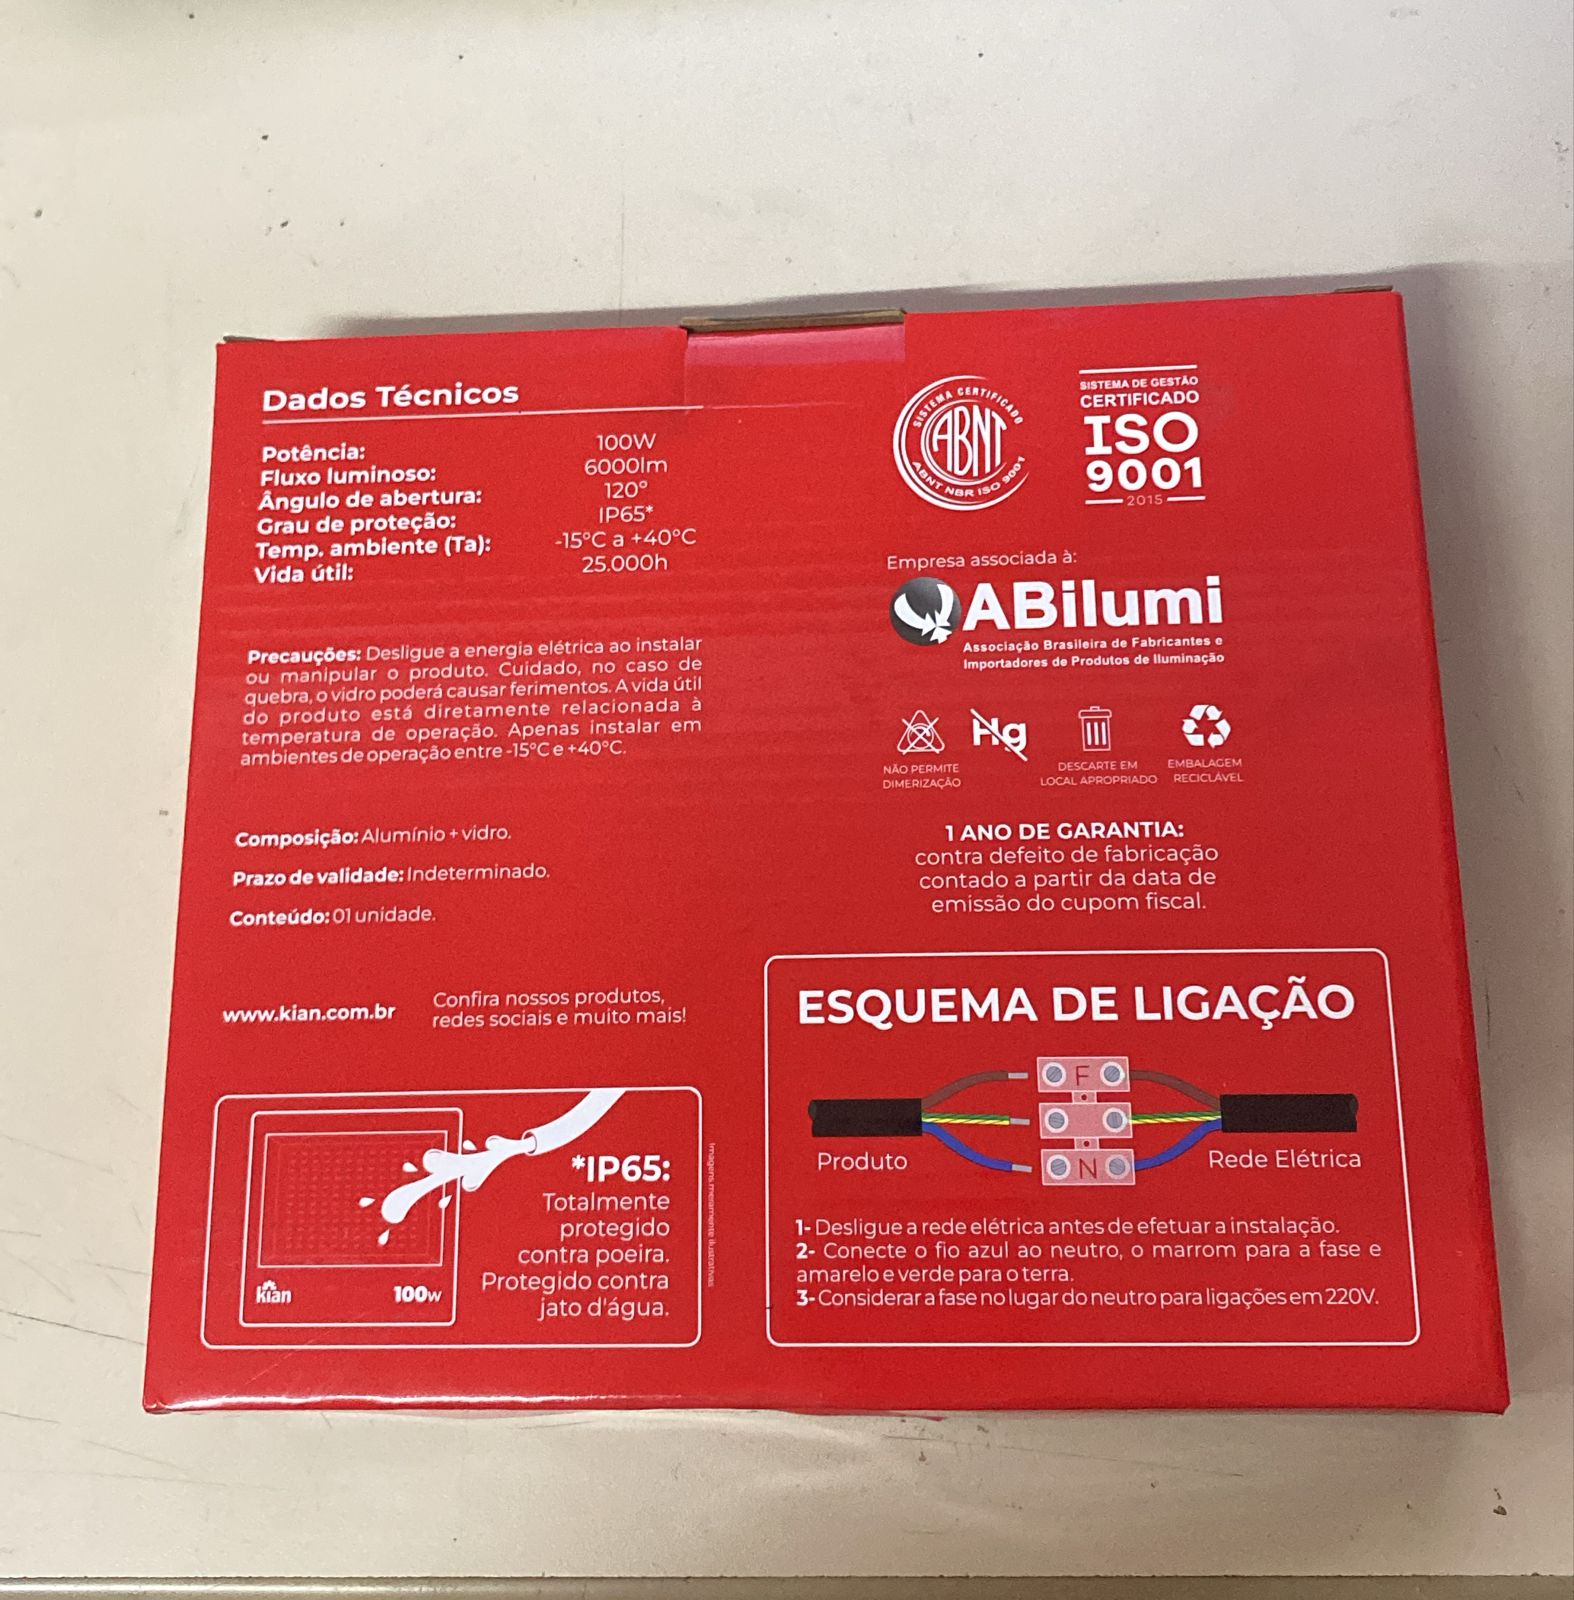 Dados Técnicos
Potência: 100W
Fluxo luminoso: 6000lm
Ângulo de abertura: 120°
Grau de proteção: IP65*
Temp. ambiente (Ta): -15°C a +40°C
Vida útil: 25.000h
Precauções: Desligue a energia elétrica ao instalar
ou manipular o produto. Cuidado, no caso de
quebra, o vidro poderá causar ferimentos. A vida útil
do produto está diretamente relacionada à
temperatura de operação. Apenas instalar em
ambientes de operação entre -15°C e +40°C.
Composição: Alumínio + vidro.
Prazo de validade: Indeterminado.
Conteúdo: 01 unidade.
www.kian.com.br
Confira nossos produtos,
redes sociais e muito mais!
*IP65:
Totalmente
protegido
contra poeira.
Protegido contra
jato d'água.
kian
100w
Imagens meramente ilustrativas
SISTEMA CERTIFICADO
ABNT
ABNT NBR ISO 9001
SISTEMA DE GESTÃO
CERTIFICADO
ISO
9001
2015
Empresa associada à:
ABilumi
Associação Brasileira de Fabricantes e
Importadores de Produtos de Iluminação
Hg
NÃO PERMITE
DIMERIZAÇÃO
DESCARTE EM
LOCAL APROPRIADO
EMBALAGEM
RECICLÁVEL
1 ANO DE GARANTIA:
contra defeito de fabricação
contado a partir da data de
emissão do cupom fiscal.
ESQUEMA DE LIGAÇÃO
F
N
Produto
Rede Elétrica
1- Desligue a rede elétrica antes de efetuar a instalação.
2- Conecte o fio azul ao neutro, o marrom para a fase e
amarelo e verde para o terra.
3- Considerar a fase no lugar do neutro para ligações em 220V.